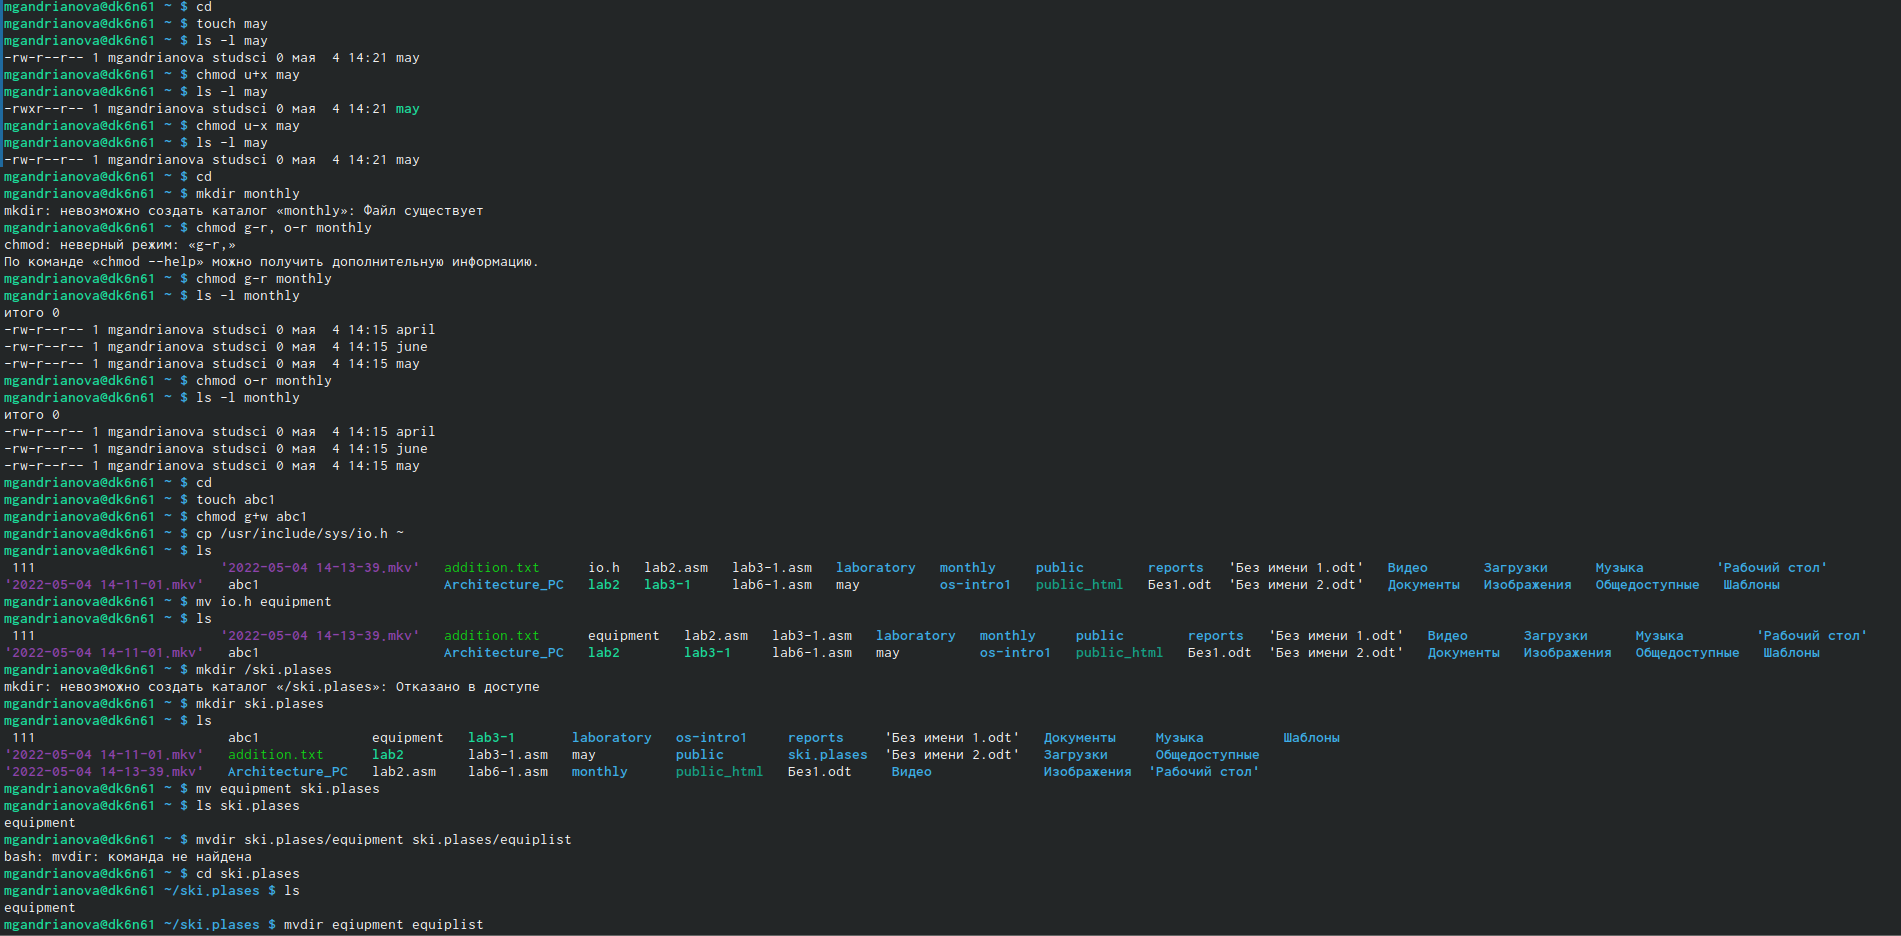 mgandrianova@dk6n61 ~ $ cd
mgandrianova@dk6n61 ~ $ touch may
mgandrianova@dk6n61 ~ $ ls -l may
-rw-r--r-- 1 mgandrianova studsci 0 мая  4 14:21 may
mgandrianova@dk6n61 ~ $ chmod u+x may
mgandrianova@dk6n61 ~ $ ls -l may
-rwxr--r-- 1 mgandrianova studsci 0 мая  4 14:21 may
mgandrianova@dk6n61 ~ $ chmod u-x may
mgandrianova@dk6n61 ~ $ ls -l may
-rw-r--r-- 1 mgandrianova studsci 0 мая  4 14:21 may
mgandrianova@dk6n61 ~ $ cd
mgandrianova@dk6n61 ~ $ mkdir monthly
mkdir: невозможно создать каталог «monthly»: Файл существует
mgandrianova@dk6n61 ~ $ chmod g-r, o-r monthly
chmod: неверный режим: «g-r,»
По команде «chmod --help» можно получить дополнительную информацию.
mgandrianova@dk6n61 ~ $ chmod g-r monthly
mgandrianova@dk6n61 ~ $ ls -l monthly
итого 0
-rw-r--r-- 1 mgandrianova studsci 0 мая  4 14:15 april
-rw-r--r-- 1 mgandrianova studsci 0 мая  4 14:15 june
-rw-r--r-- 1 mgandrianova studsci 0 мая  4 14:15 may
mgandrianova@dk6n61 ~ $ chmod o-r monthly
mgandrianova@dk6n61 ~ $ ls -l monthly
итого 0
-rw-r--r-- 1 mgandrianova studsci 0 мая  4 14:15 april
-rw-r--r-- 1 mgandrianova studsci 0 мая  4 14:15 june
-rw-r--r-- 1 mgandrianova studsci 0 мая  4 14:15 may
mgandrianova@dk6n61 ~ $ cd
mgandrianova@dk6n61 ~ $ touch abc1
mgandrianova@dk6n61 ~ $ chmod g+w abc1
mgandrianova@dk6n61 ~ $ cp /usr/include/sys/io.h ~
mgandrianova@dk6n61 ~ $ ls
111 '2022-05-04 14-13-39.mkv' addition.txt io.h lab2.asm lab3-1.asm laboratory monthly public reports 'Без имени 1.odt' Видео Загрузки Музыка 'Рабочий стол'
'2022-05-04 14-11-01.mkv' abc1 Architecture_PC lab2 lab3-1 lab6-1.asm may os-intro1 public_html Без1.odt 'Без имени 2.odt' Документы Изображения Общедоступные Шаблоны
mgandrianova@dk6n61 ~ $ mv io.h equipment
mgandrianova@dk6n61 ~ $ ls
111 '2022-05-04 14-13-39.mkv' addition.txt equipment lab2.asm lab3-1.asm laboratory monthly public reports 'Без имени 1.odt' Видео Загрузки Музыка 'Рабочий стол'
'2022-05-04 14-11-01.mkv' abc1 Architecture_PC lab2 lab3-1 lab6-1.asm may os-intro1 public_html Без1.odt 'Без имени 2.odt' Документы Изображения Общедоступные Шаблоны
mgandrianova@dk6n61 ~ $ mkdir /ski.plases
mkdir: невозможно создать каталог «/ski.plases»: Отказано в доступе
mgandrianova@dk6n61 ~ $ mkdir ski.plases
mgandrianova@dk6n61 ~ $ ls
111 abc1 equipment lab3-1 laboratory os-intro1 reports 'Без имени 1.odt' Документы Музыка Шаблоны
'2022-05-04 14-11-01.mkv' addition.txt lab2 lab3-1.asm may public ski.plases 'Без имени 2.odt' Загрузки Общедоступные
'2022-05-04 14-13-39.mkv' Architecture_PC lab2.asm lab6-1.asm monthly public_html Без1.odt Видео Изображения 'Рабочий стол'
mgandrianova@dk6n61 ~ $ mv equipment ski.plases
mgandrianova@dk6n61 ~ $ ls ski.plases
equipment
mgandrianova@dk6n61 ~ $ mvdir ski.plases/equipment ski.plases/equiplist
bash: mvdir: команда не найдена
mgandrianova@dk6n61 ~ $ cd ski.plases
mgandrianova@dk6n61 ~/ski.plases $ ls
equipment
mgandrianova@dk6n61 ~/ski.plases $ mvdir eqiupment equiplist